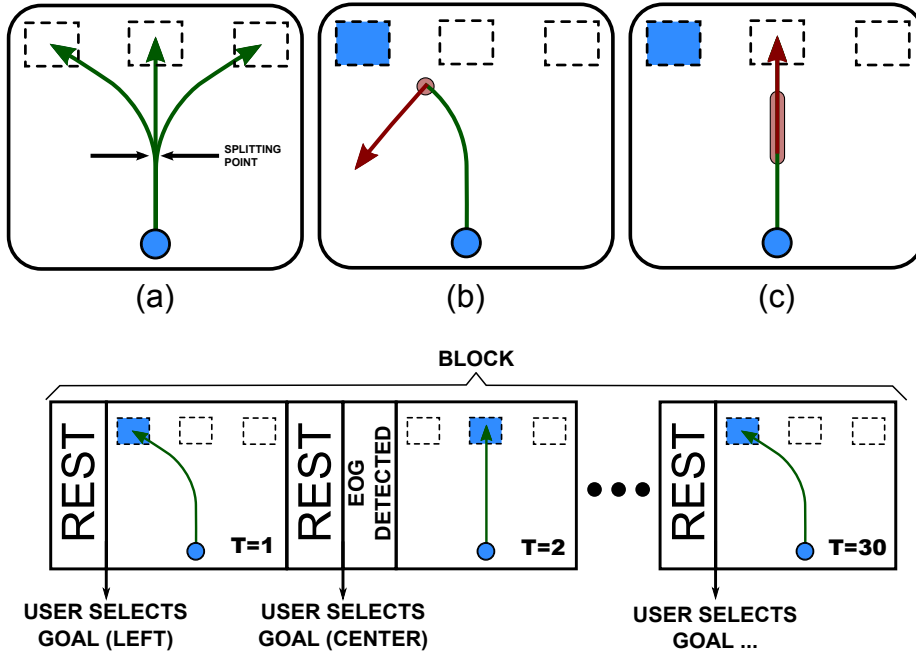 SPLITTING
POINT
(a)
(b)
(c)
BLOCK
REST
T=1
REST
EOG
DETECTED
T=2
REST
T=30
USER SELECTS
GOAL (LEFT)
USER SELECTS
GOAL (CENTER)
USER SELECTS
GOAL ...